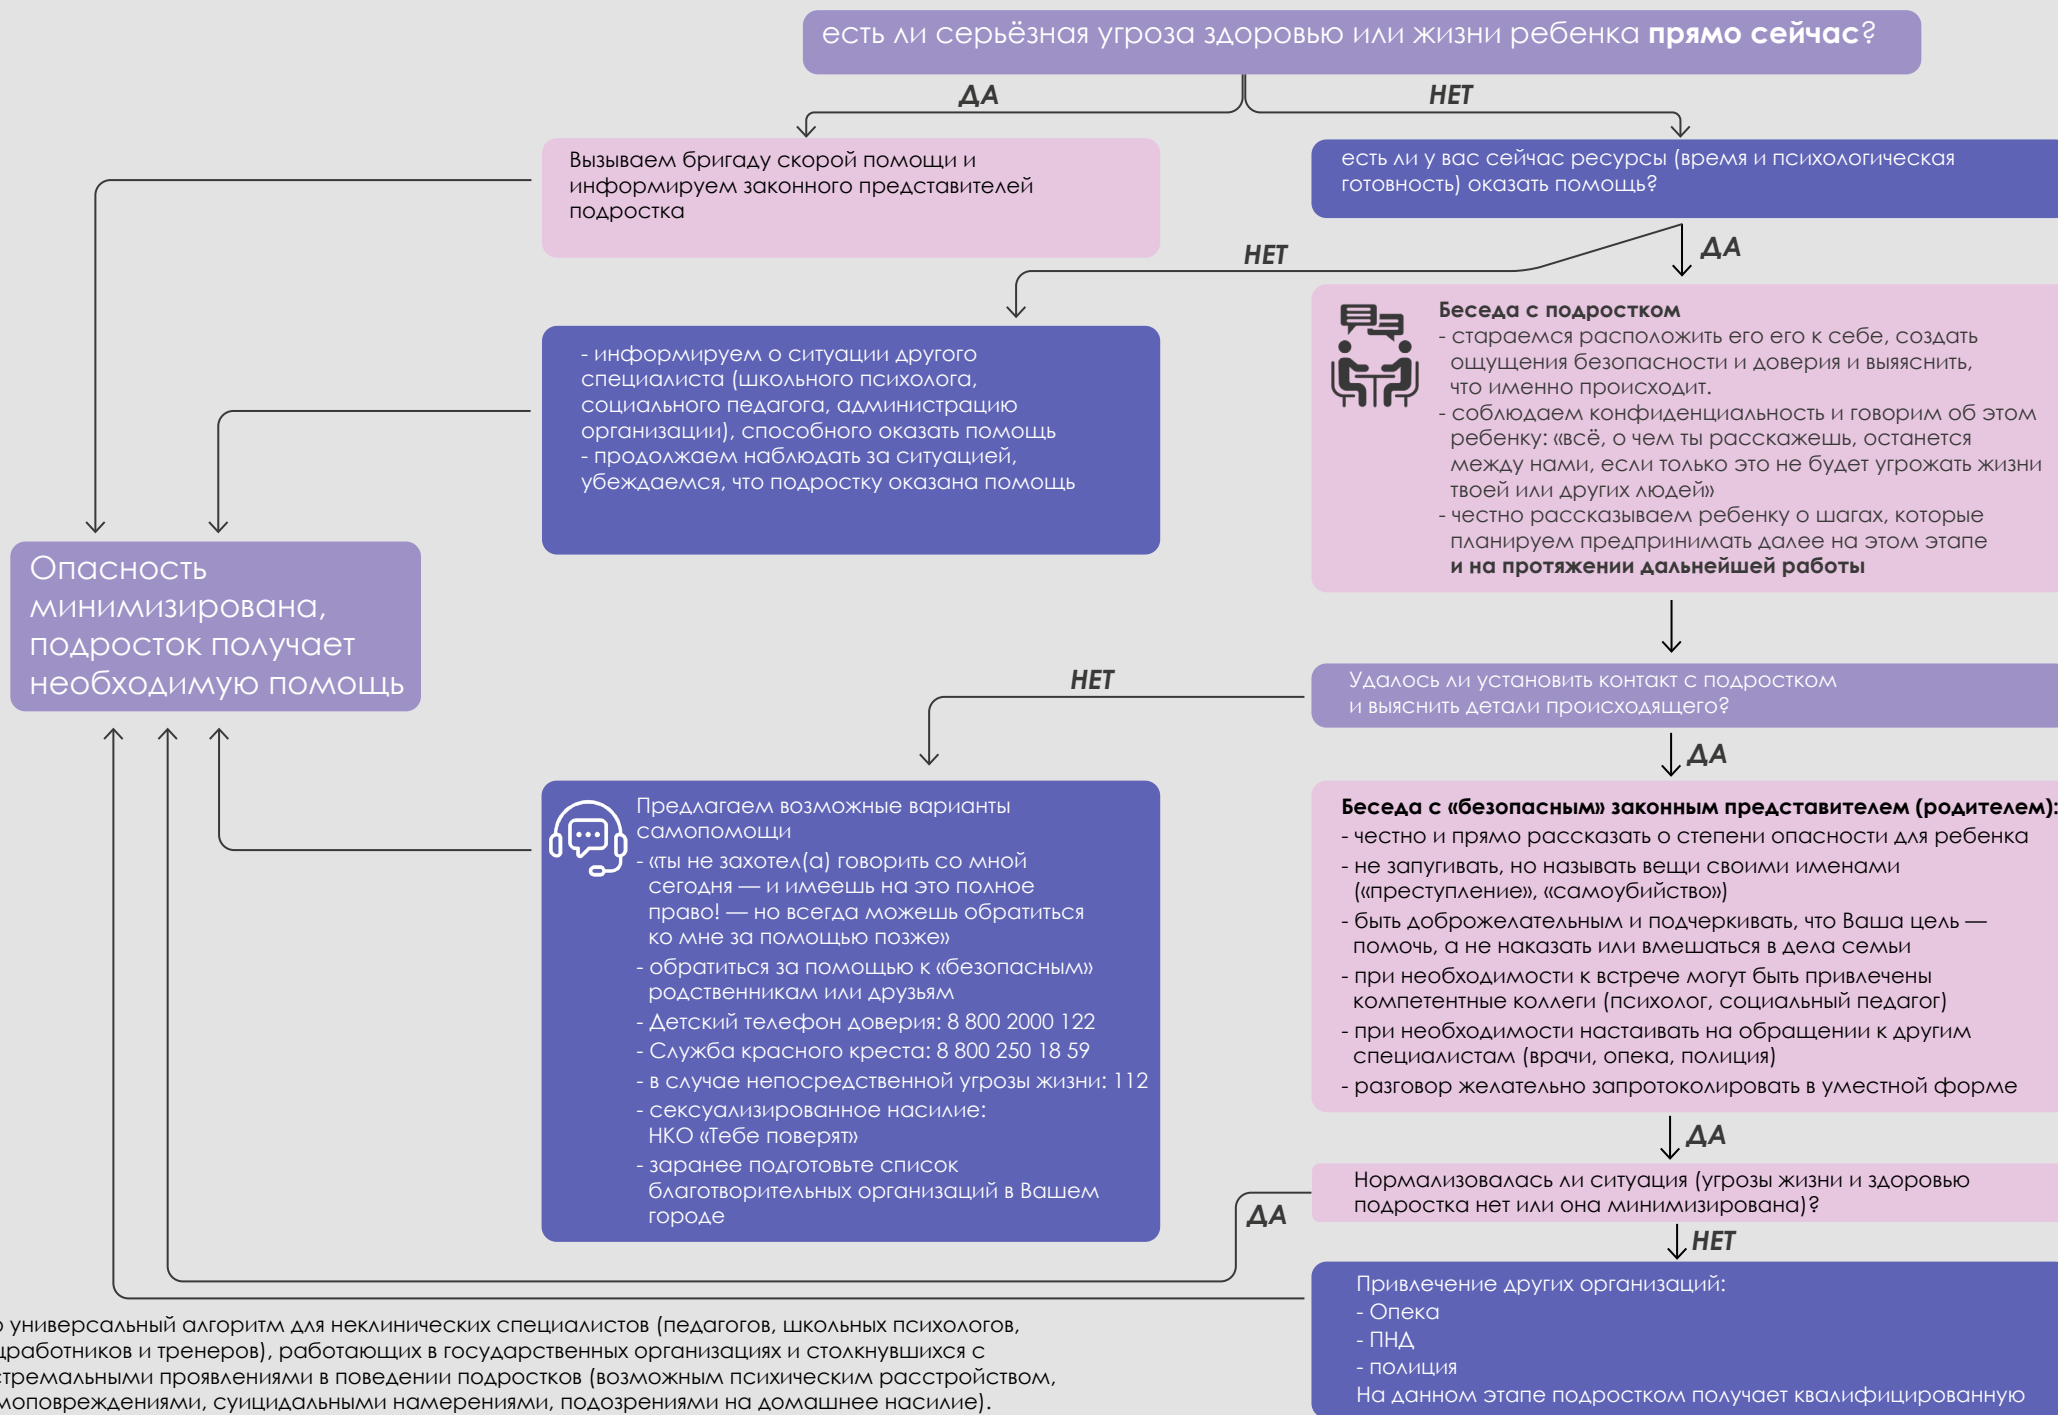 есть ли серьёзная угроза здоровью или жизни ребенка прямо сейчас?
ДА
НЕТ
Вызываем бригаду скорой помощи и
информируем законного представителей
подростка
есть ли у вас сейчас ресурсы (время и психологическая
готовность) оказать помощь?
НЕТ
ДА
- информируем о ситуации другого
специалиста (школьного психолога,
социального педагога, администрацию
организации), способного оказать помощь
- продолжаем наблюдать за ситуацией,
убеждаемся, что подростку оказана помощь
Беседа с подростком
- стараемся расположить его его к себе, создать
ощущения безопасности и доверия и выяяснить,
что именно происходит.
- соблюдаем конфиденциальность и говорим об этом
ребенку: «всё, о чем ты расскажешь, останется
между нами, если только это не будет угрожать жизни
твоей или других людей»
- честно рассказываем ребенку о шагах, которые
планируем предпринимать далее на этом этапе
и на протяжении дальнейшей работы
Опасность
минимизирована,
подросток получает
необходимую помощь
НЕТ
Удалось ли установить контакт с подростком
и выяснить детали происходящего?
ДА
Предлагаем возможные варианты
самопомощи
- «ты не захотел(а) говорить со мной
сегодня — и имеешь на это полное
право! — но всегда можешь обратиться
ко мне за помощью позже»
- обратиться за помощью к «безопасным»
родственникам или друзьям
- Детский телефон доверия: 8 800 2000 122
- Служба красного креста: 8 800 250 18 59
- в случае непосредственной угрозы жизни: 112
- сексуализированное насилие:
НКО «Тебе поверят»
- заранее подготовьте список
благотворительных организаций в Вашем
городе
Беседа с «безопасным» законным представителем (родителем):
- честно и прямо рассказать о степени опасности для ребенка
- не запугивать, но называть вещи своими именами
(«преступление», «самоубийство»)
- быть доброжелательным и подчеркивать, что Ваша цель —
помочь, а не наказать или вмешаться в дела семьи
- при необходимости к встрече могут быть привлечены
компетентные коллеги (психолог, социальный педагог)
- при необходимости настаивать на обращении к другим
специалистам (врачи, опека, полиция)
- разговор желательно запротоколировать в уместной форме
ДА
Нормализовалась ли ситуация (угрозы жизни и здоровью
подростка нет или она минимизирована)?
ДА
НЕТ
Привлечение других организаций:
- Опека
- ПНД
- полиция
На данном этапе подростком получает квалифицированную
универсальный алгоритм для неклинических специалистов (педагогов, школьных психологов,
и тренеров), работающих в государственных организациях и столкнувшихся с
проявлениями в поведении подростков (возможным психическим расстройством,
суицидальными намерениями, подозрениями на домашнее насилие).